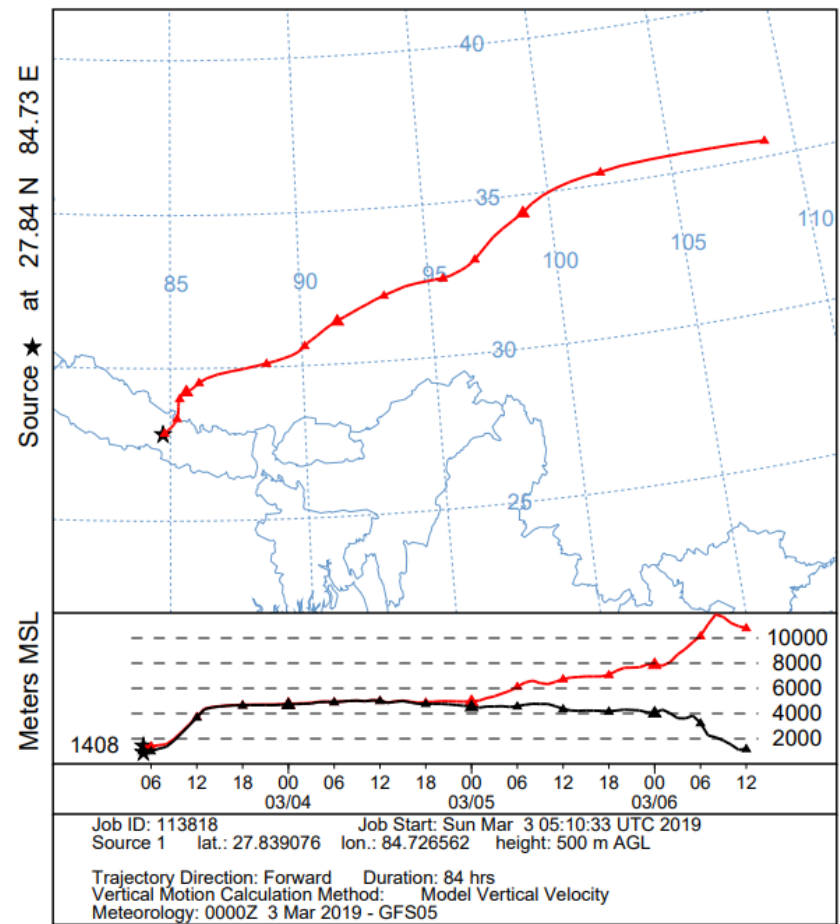 Source ★ at 27.84 N 84.73 E
40
35
110
105
100
95
90
85
30
25
Meters MSL
10000
8000
6000
4000
2000
1408
06 12 18 00 06 12 18 00 06 12 18 00 06 12
03/04 03/05 03/06
Job ID: 113818 Job Start: Sun Mar 3 05:10:33 UTC 2019
Source 1 lat.: 27.839076 lon.: 84.726562 height: 500 m AGL
Trajectory Direction: Forward Duration: 84 hrs
Vertical Motion Calculation Method: Model Vertical Velocity
Meteorology: 0000Z 3 Mar 2019 - GFS05